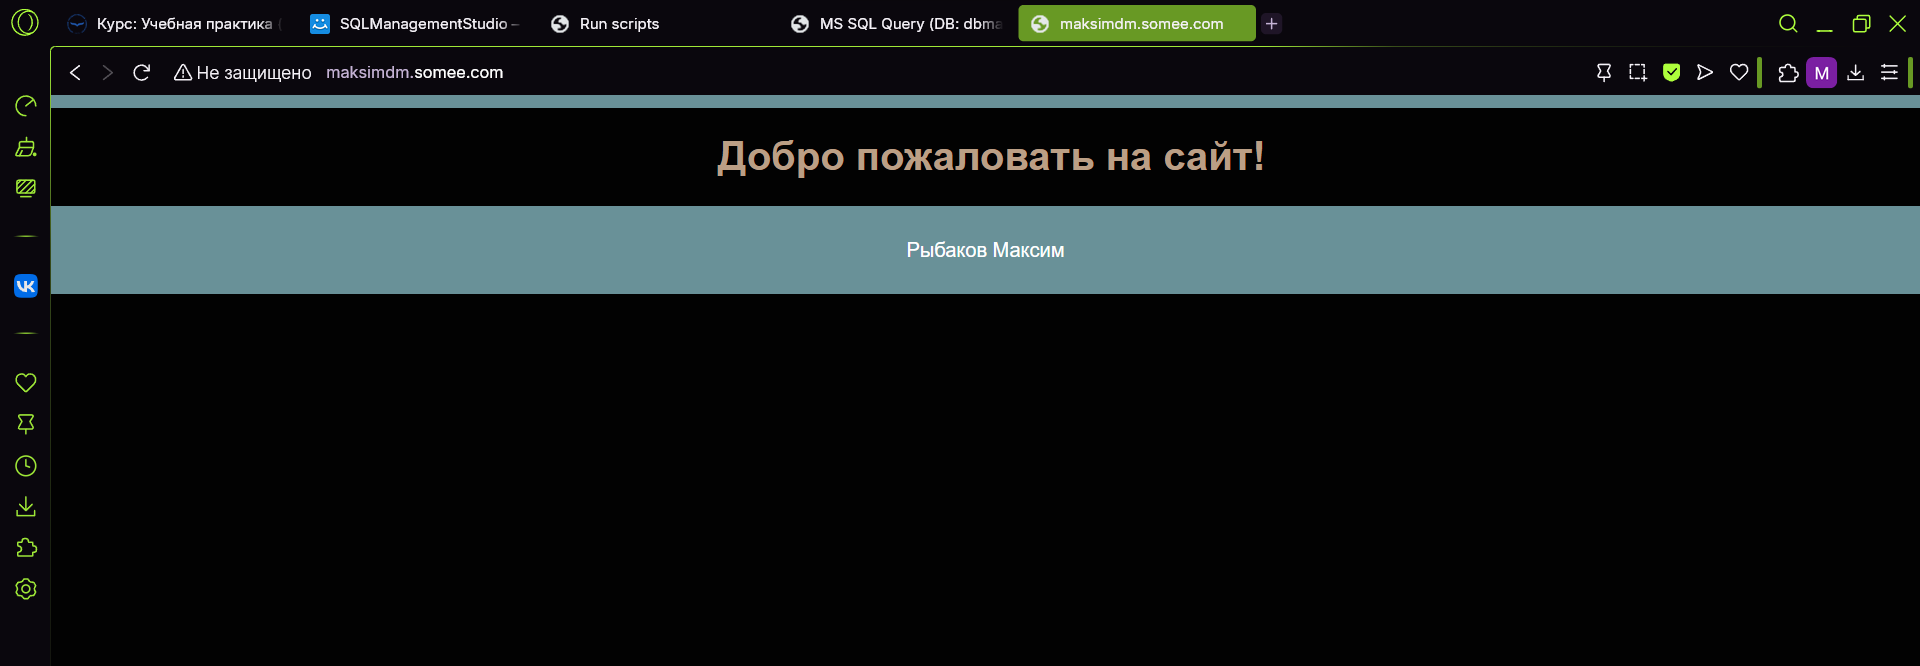 Курс: Учебная практика (
SQLManagementStudio –
Run scripts
MS SQL Query (DB: dbma
maksimdm.somee.com
Не защищено maksimdm.somee.com
M
Добро пожаловать на сайт!
Рыбаков Максим